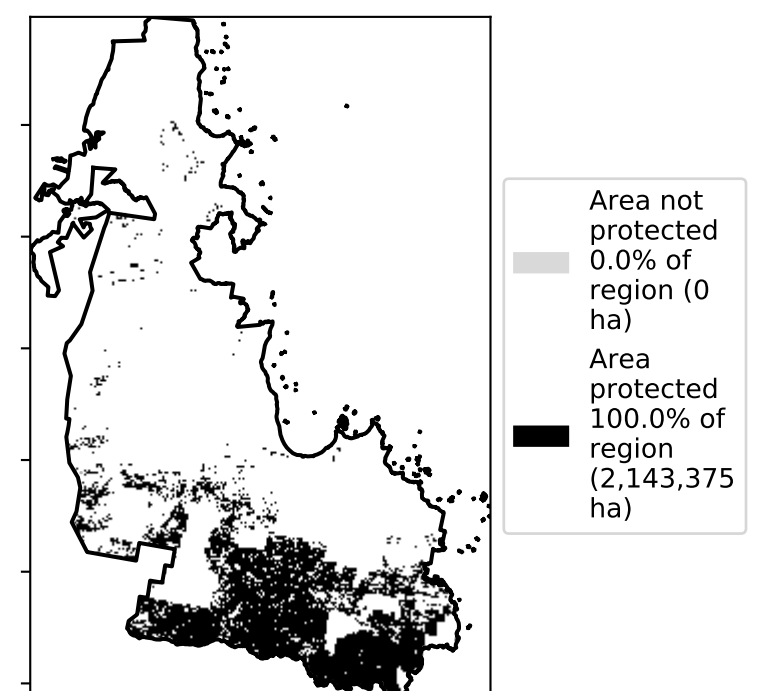 Area not
protected
0.0% of
region (0
ha)
Area
protected
100.0% of
region
(2,143,375
ha)